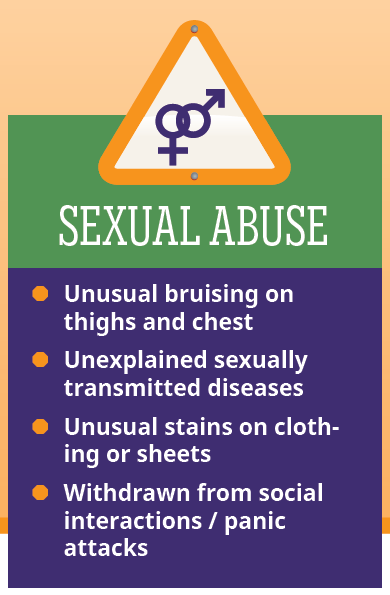 SEXUAL ABUSE
Unusual bruising on
thighs and chest
Unexplained sexually
transmitted diseases
Unusual stains on cloth-
ing or sheets
Withdrawn from social
interactions / panic
attacks